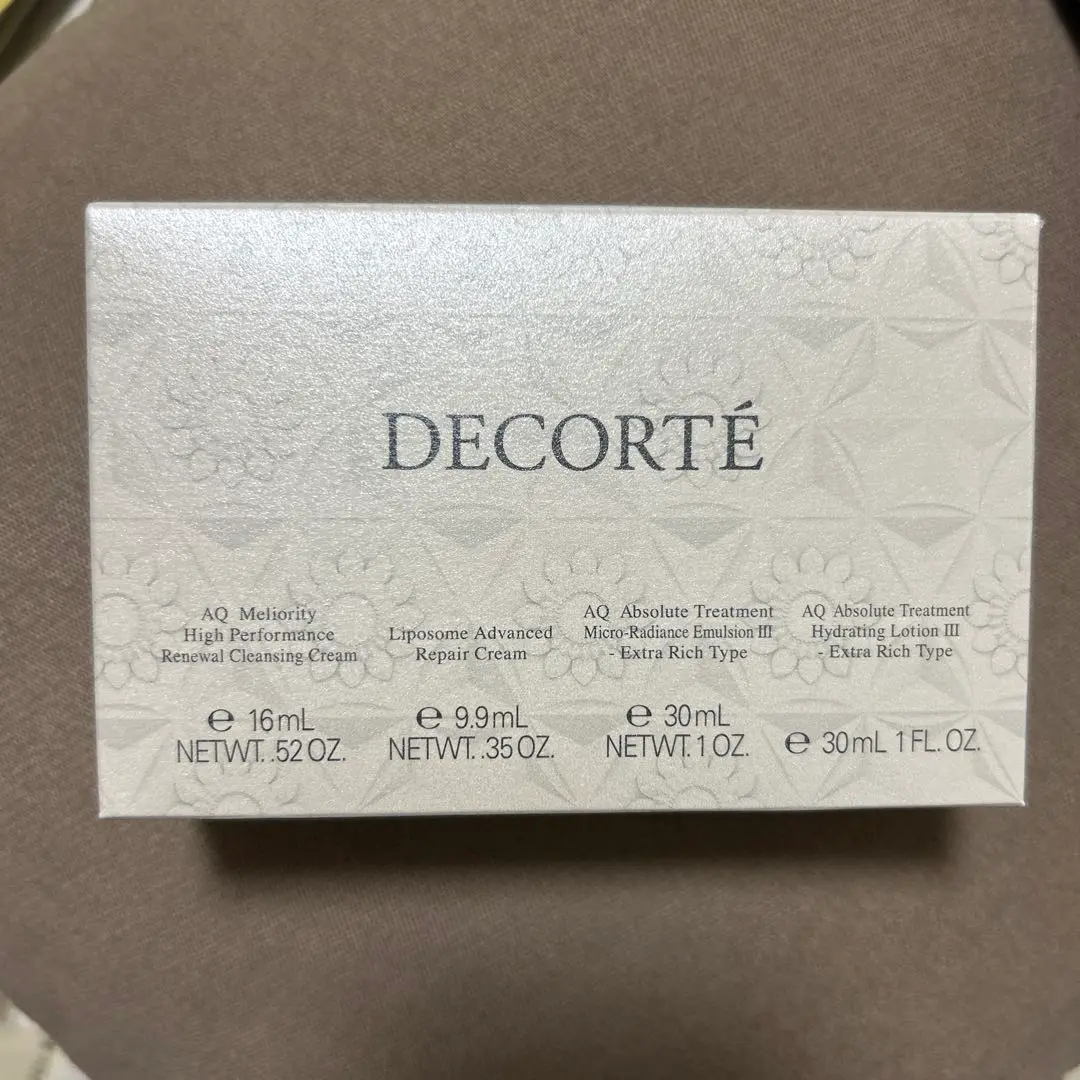 DECORTÉ
AQ Meliority
High Performance
Renewal Cleansing Cream
℮ 16mL
NETWT. .52 OZ.
Liposome Advanced
Repair Cream
℮ 9.9mL
NETWT. .35 OZ.
AQ Absolute Treatment
Micro-Radiance Emulsion III
- Extra Rich Type
℮ 30mL
NETWT. 1 OZ.
AQ Absolute Treatment
Hydrating Lotion III
- Extra Rich Type
℮ 30mL 1 FL. OZ.